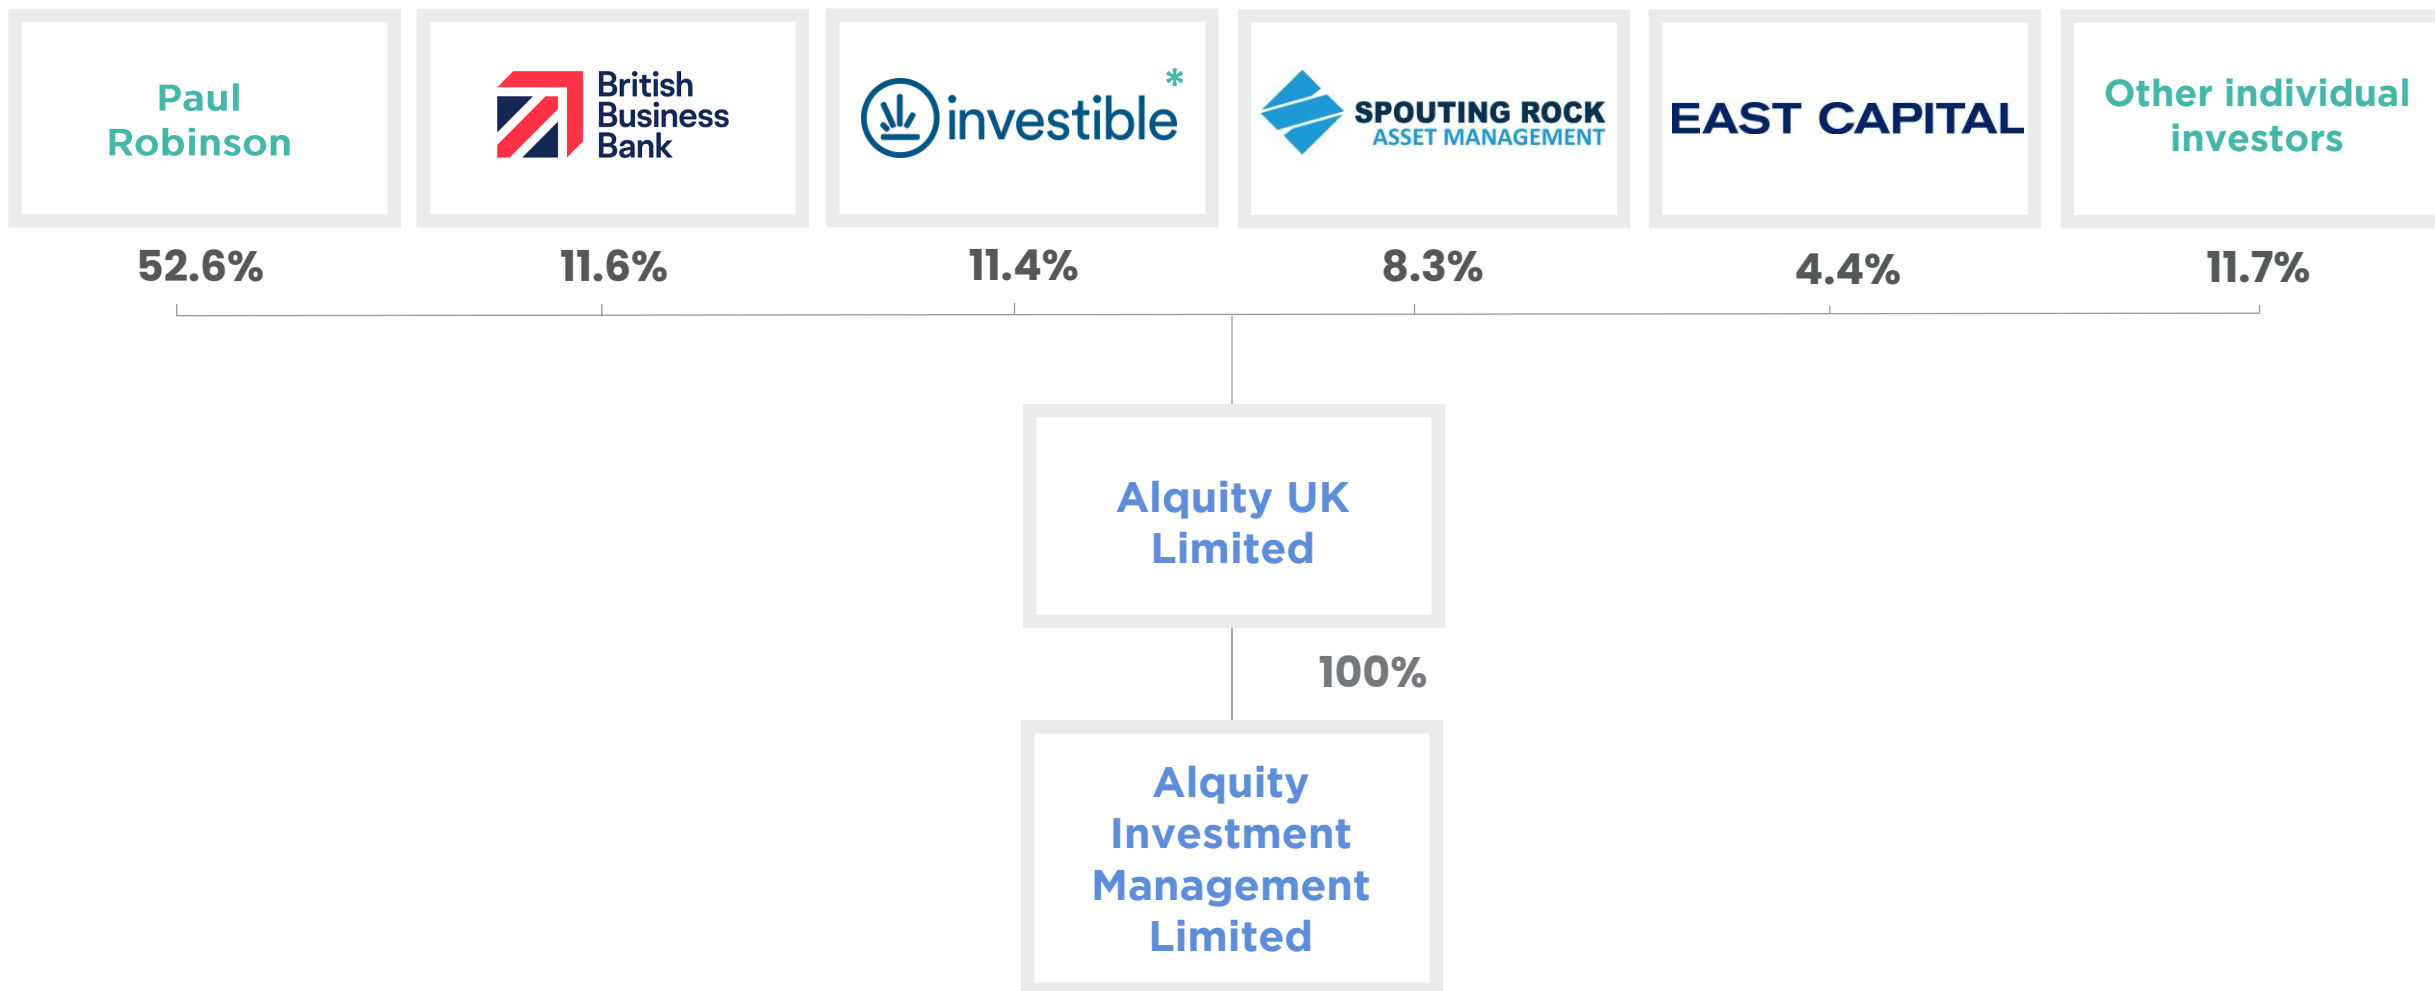 Paul
Robinson
British
Business
Bank
investible*
SPOUTING ROCK
ASSET MANAGEMENT
EAST CAPITAL
Other individual
investors
52.6%
11.6%
11.4%
8.3%
4.4%
11.7%
Alquity UK
Limited
100%
Alquity
Investment
Management
Limited